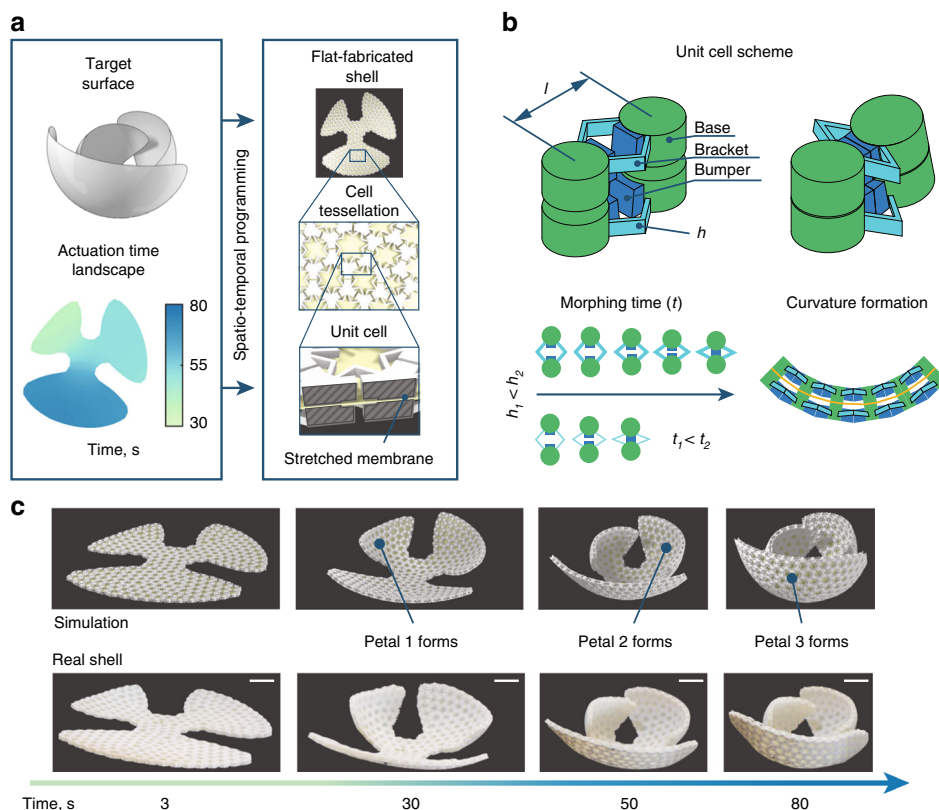 a
Target
surface
Actuation time
landscape
80
55
30
Time, s
Spatio-temporal programming
Flat-fabricated
shell
Cell
tessellation
Unit cell
Stretched membrane
b
Unit cell scheme
l
Base
Bracket
Bumper
h
Morphing time (t)
Curvature formation
h1 < h2
t1 < t2
c
Simulation
Petal 1 forms
Petal 2 forms
Petal 3 forms
Real shell
Time, s
3
30
50
80